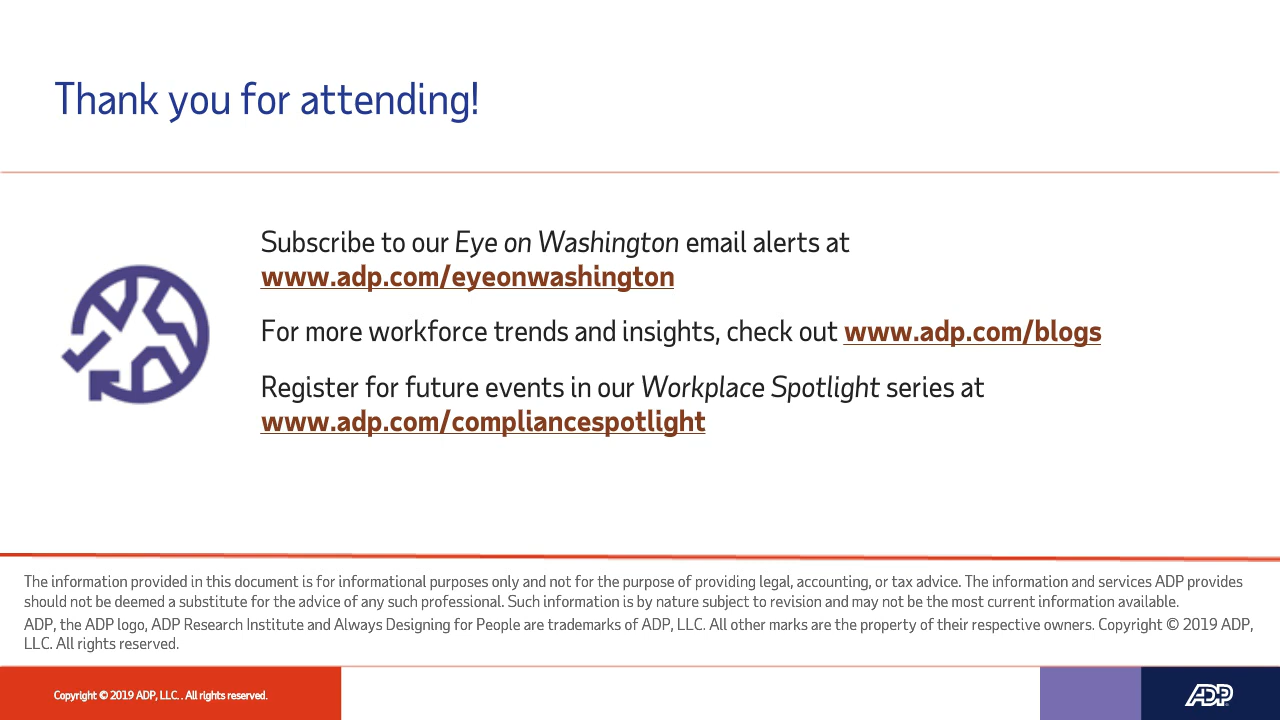 Thank you for attending!
Subscribe to our Eye on Washington email alerts at
www.adp.com/eyeonwashington
For more workforce trends and insights, check out www.adp.com/blogs
Register for future events in our Workplace Spotlight series at
www.adp.com/compliancespotlight
The information provided in this document is for informational purposes only and not for the purpose of providing legal, accounting, or tax advice. The information and services ADP provides
should not be deemed a substitute for the advice of any such professional. Such information is by nature subject to revision and may not be the most current information available.
ADP, the ADP logo, ADP Research Institute and Always Designing for People are trademarks of ADP, LLC. All other marks are the property of their respective owners. Copyright © 2019 ADP,
LLC. All rights reserved.
Copyright © 2019 ADP, LLC. . All rights reserved.
ADP